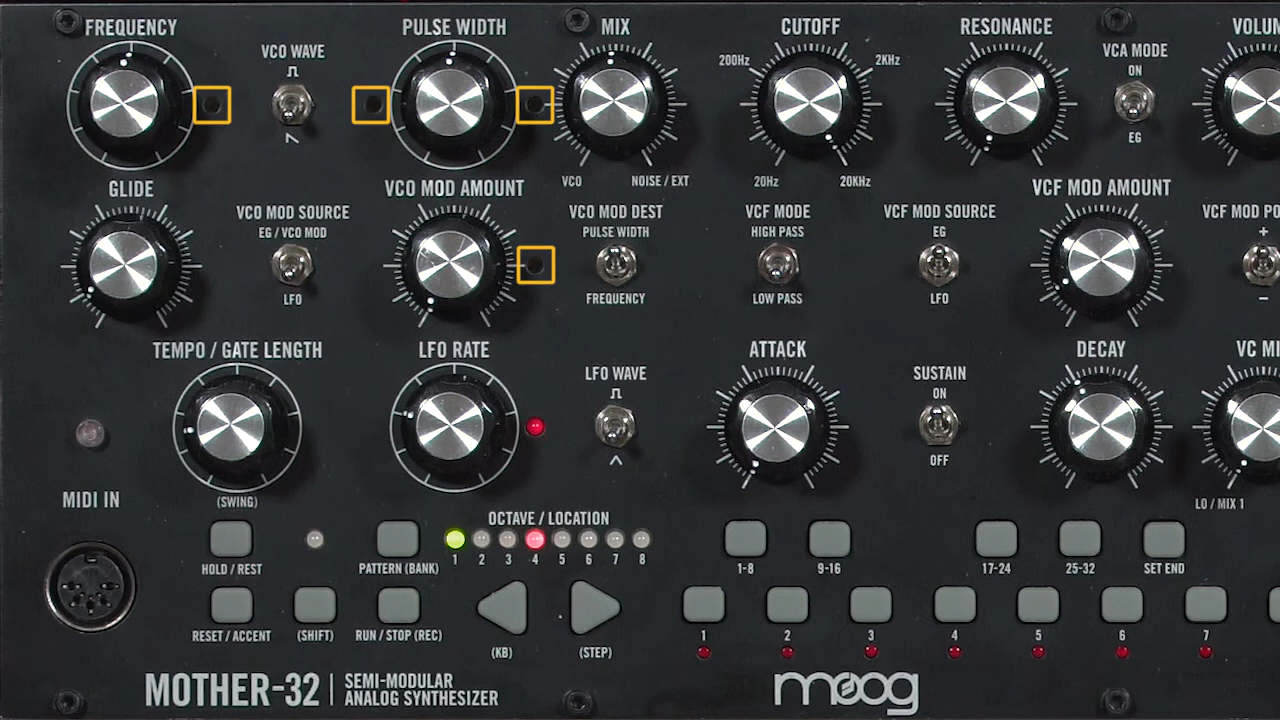 FREQUENCY
PULSE WIDTH
MIX
CUTOFF
RESONANCE
VCO WAVE
VCA MODE
ON
EG
200Hz
2KHz
20Hz
20KHz
VCO
NOISE / EXT
GLIDE
VCO MOD AMOUNT
VCF MOD AMOUNT
VCO MOD SOURCE
EG / VCO MOD
LFO
VCO MOD DEST
PULSE WIDTH
FREQUENCY
VCF MODE
HIGH PASS
LOW PASS
VCF MOD SOURCE
EG
LFO
VCF MOD
+
−
TEMPO / GATE LENGTH
LFO RATE
ATTACK
DECAY
LFO WAVE
SUSTAIN
ON
OFF
VC
(SWING)
LO / MIX 1
MIDI IN
OCTAVE / LOCATION
1 2 3 4 5 6 7 8
HOLD / REST
PATTERN (BANK)
1-8
9-16
17-24
25-32
SET END
RESET / ACCENT
(SHIFT)
RUN / STOP (REC)
(KB)
(STEP)
1 2 3 4 5 6 7
MOTHER-32
SEMI-MODULAR
ANALOG SYNTHESIZER
moog